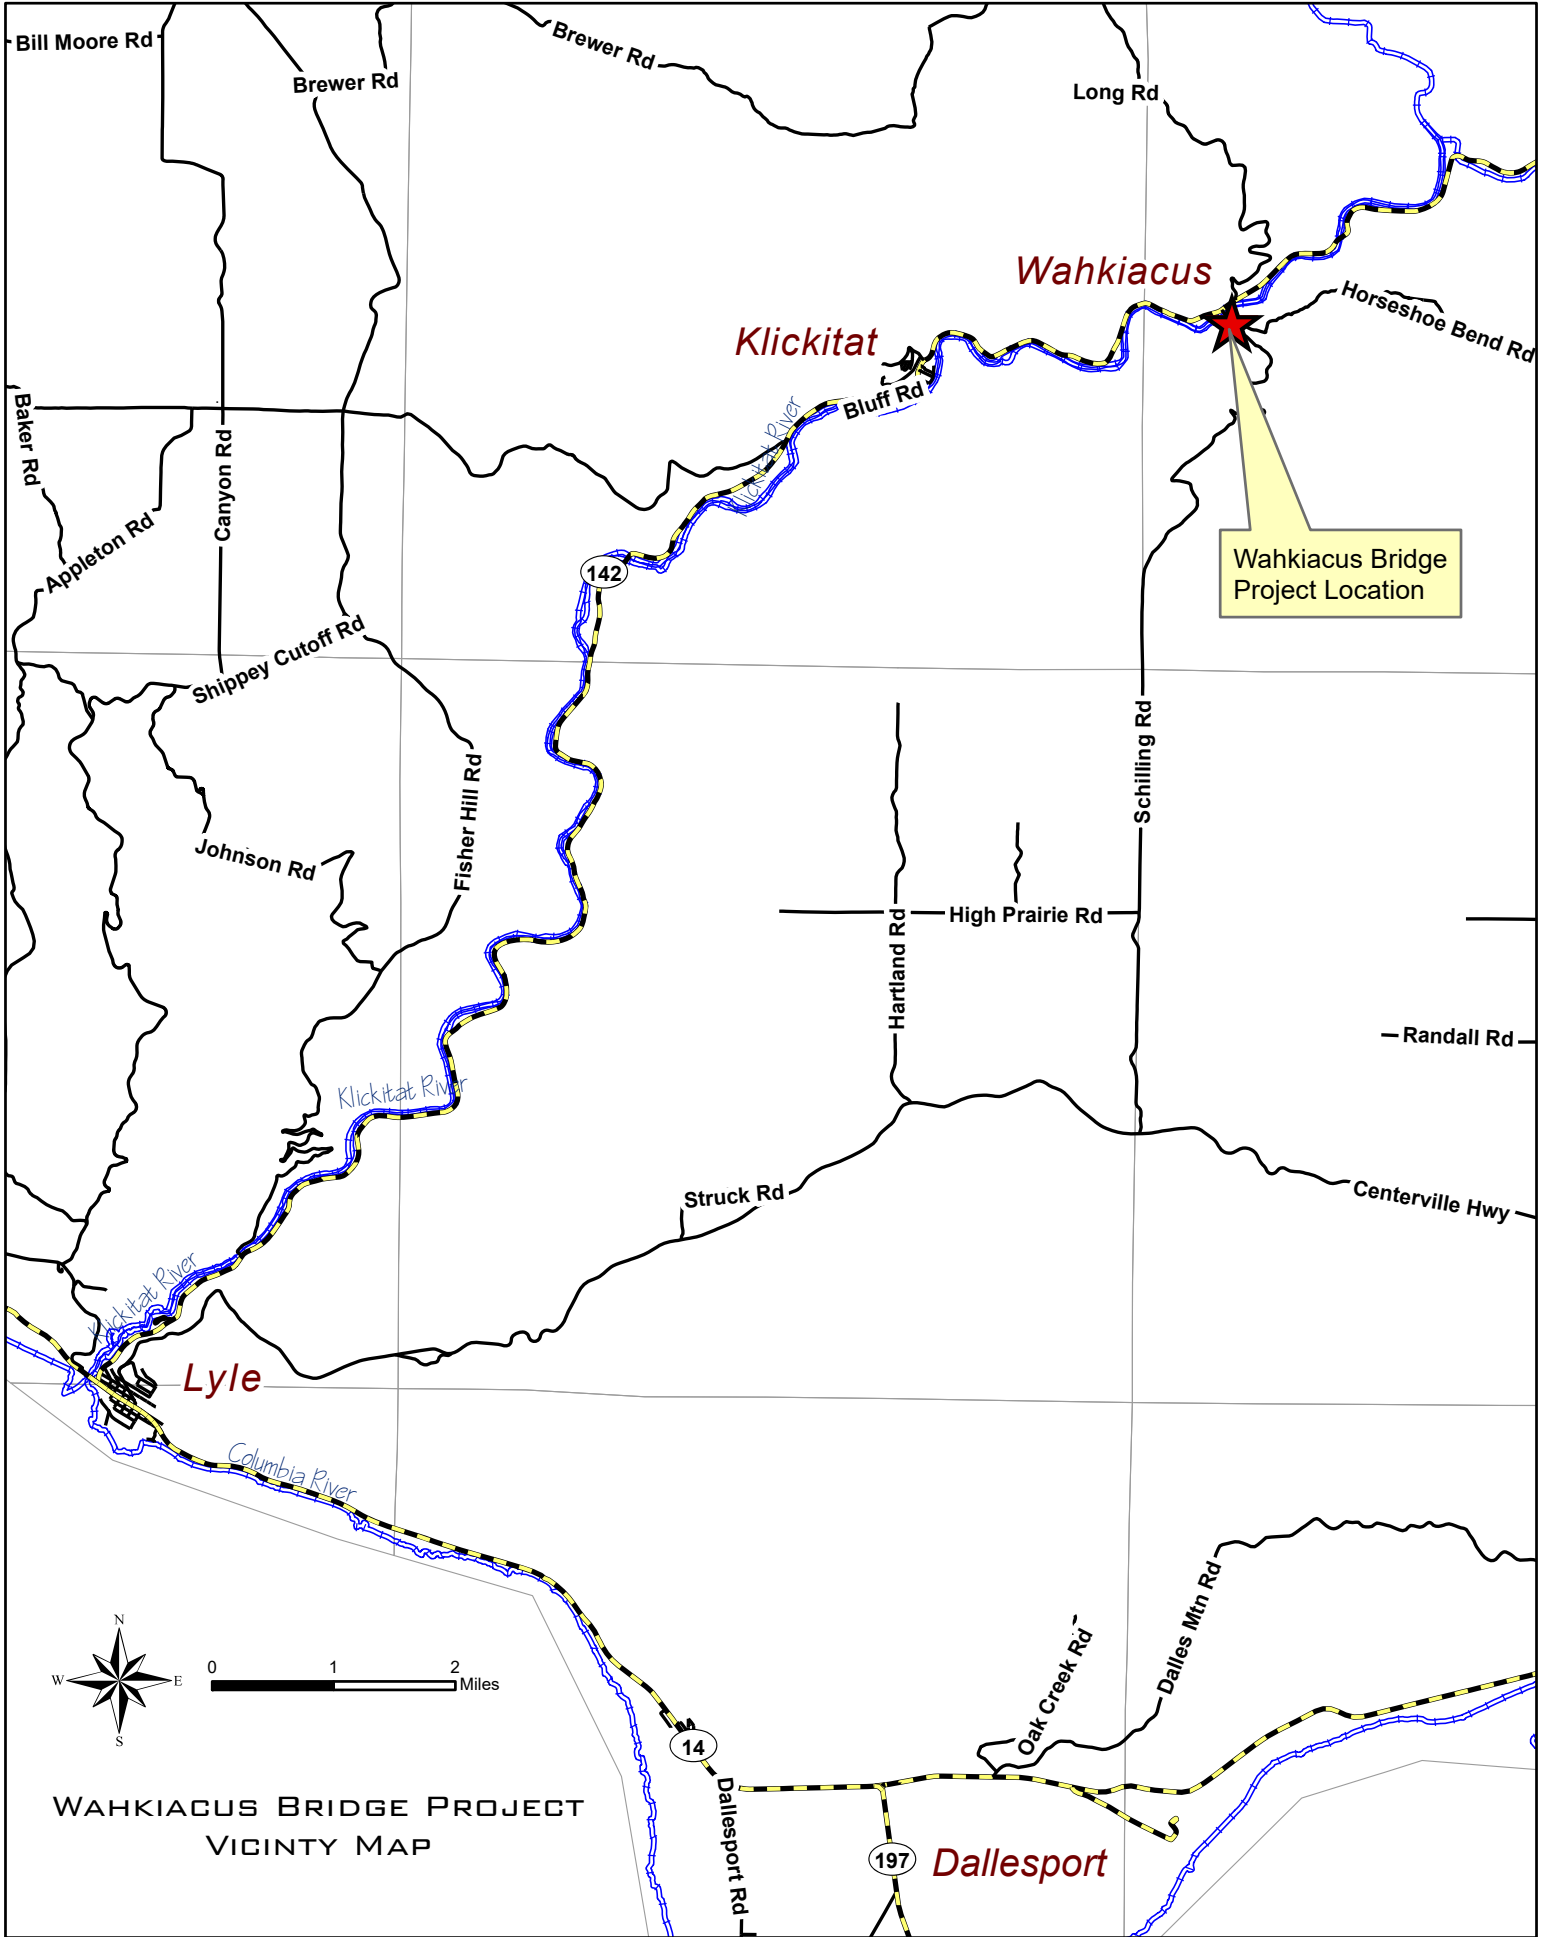 Bill Moore Rd
Brewer Rd
Brewer Rd
Long Rd
Wahkiacus
Horseshoe Bend Rd
Klickitat
Bluff Rd
Klickitat River
Baker Rd
Canyon Rd
Appleton Rd
Wahkiacus Bridge
Project Location
142
Shippey Cutoff Rd
Schilling Rd
Fisher Hill Rd
Johnson Rd
High Prairie Rd
Hartland Rd
Randall Rd
Klickitat River
Struck Rd
Centerville Hwy
Klickitat River
Lyle
Columbia River
Dalles Mtn Rd
Oak Creek Rd
N
W
E
S
0 1 2
Miles
14
Dallesport Rd
WAHKIACUS BRIDGE PROJECT
VICINTY MAP
197
Dallesport